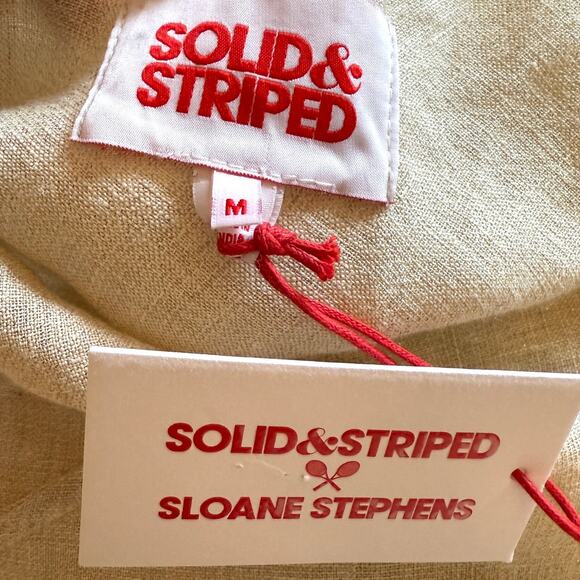 SOLID&
STRIPED
M
SOLID&STRIPED
SLOANE STEPHENS